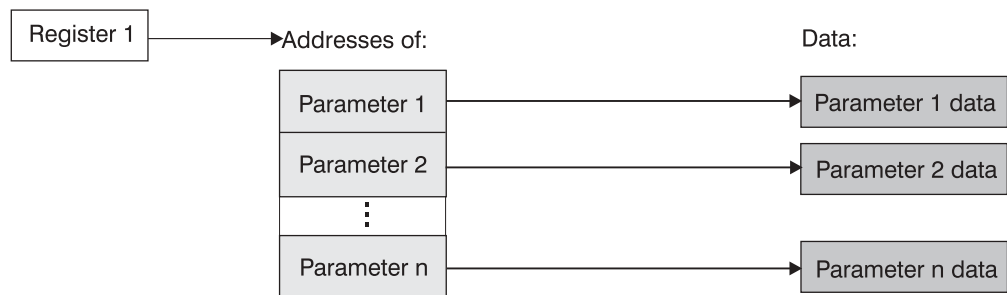 Register 1
Addresses of:
Data:
Parameter 1
Parameter 1 data
Parameter 2
Parameter 2 data
Parameter n
Parameter n data